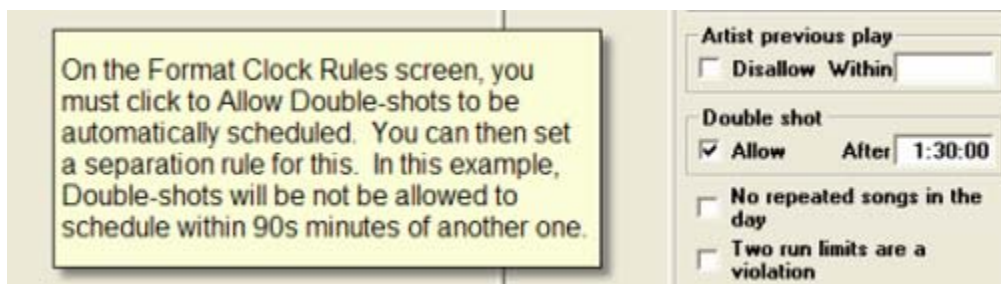 On the Format Clock Rules screen, you
must click to Allow Double-shots to be
automatically scheduled. You can then set
a separation rule for this. In this example,
Double-shots will be not be allowed to
schedule within 90s minutes of another one.
Artist previous play
Disallow Within
Double shot
Allow After 1:30:00
No repeated songs in the
day
Two run limits are a
violation